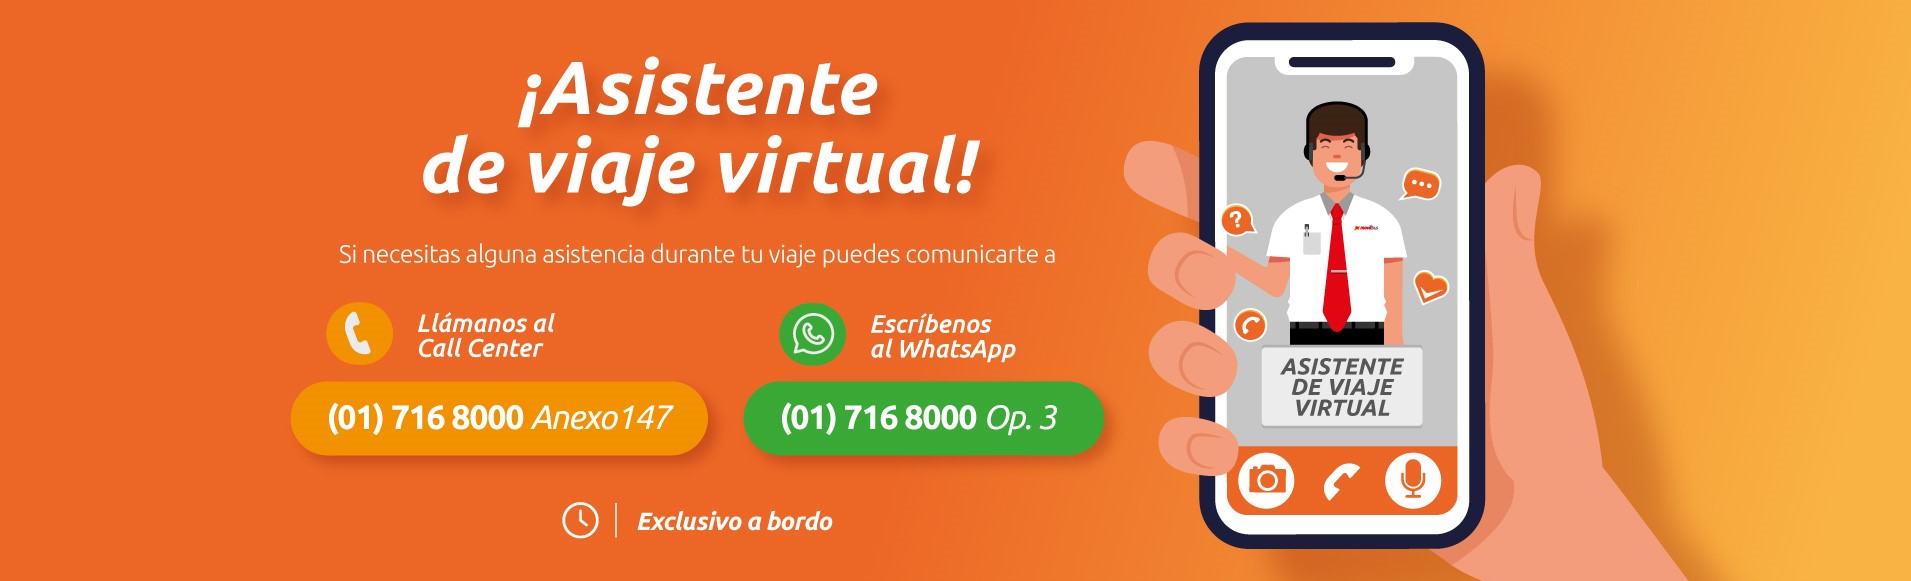 ¡Asistente
de viaje virtual!
Si necesitas alguna asistencia durante tu viaje puedes comunicarte a
Llámanos al
Call Center
(01) 716 8000 Anexo147
Escríbenos
al WhatsApp
(01) 716 8000 Op. 3
Exclusivo a bordo
movilbus
ASISTENTE
DE VIAJE
VIRTUAL